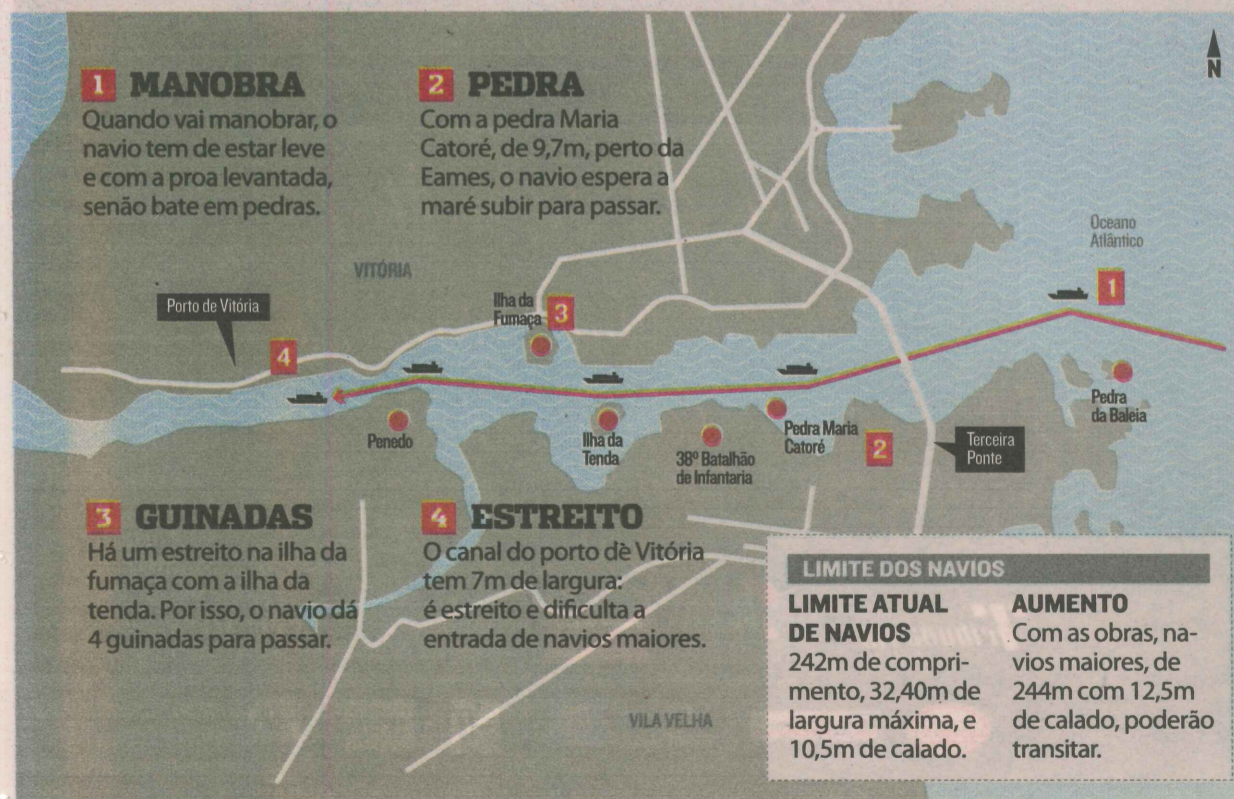 N
1 MANOBRA
Quando vai manobrar, o
navio tem de estar leve
e com a proa levantada,
senão bate em pedras.
2 PEDRA
Com a pedra Maria
Catoré, de 9,7m, perto da
Eames, o navio espera a
maré subir para passar.
Oceano
Atlântico
VITÓRIA
1
Porto de Vitória
Ilha da
Fumaça
3
4
Pedra
da Baleia
Penedo
Ilha da
Tenda
38º Batalhão
de Infantaria
Pedra Maria
Catoré
2
Terceira
Ponte
3 GUINADAS
Há um estreito na ilha da
fumaça com a ilha da
tenda. Por isso, o navio dá
4 guinadas para passar.
4 ESTREITO
O canal do porto de Vitória
tem 7m de largura:
é estreito e dificulta a
entrada de navios maiores.
VILA VELHA
LIMITE DOS NAVIOS
LIMITE ATUAL
DE NAVIOS
242m de compri-
mento, 32,40m de
largura máxima, e
10,5m de calado.
AUMENTO
Com as obras, na-
vios maiores, de
244m com 12,5m
de calado, poderão
transitar.